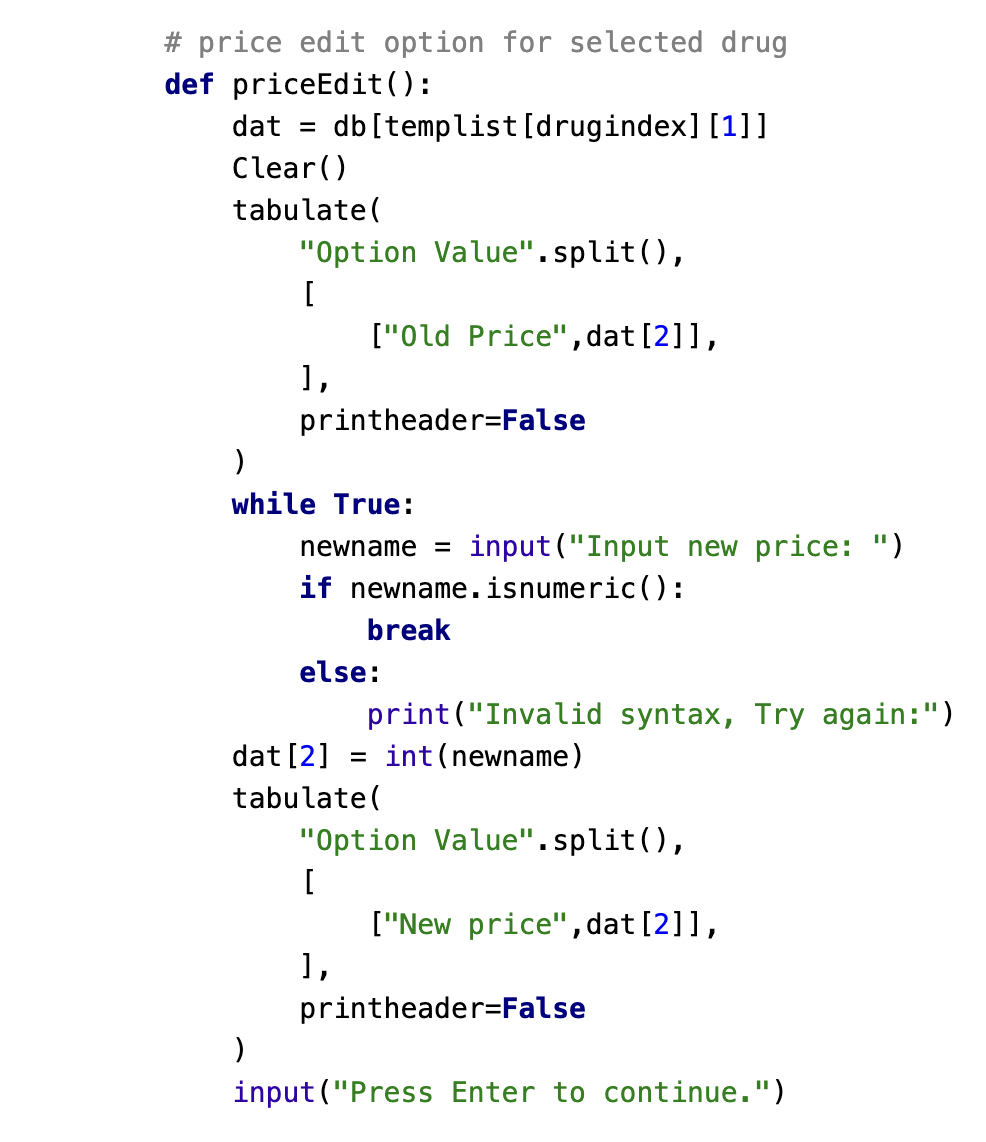 # price edit option for selected drug
def priceEdit():
    dat = db[templist[drugindex][1]]
    Clear()
    tabulate(
        "Option Value".split(),
        [
            ["Old Price",dat[2]],
        ],
        printheader=False
    )
    while True:
        newname = input("Input new price: ")
        if newname.isnumeric():
            break
        else:
            print("Invalid syntax, Try again:")
    dat[2] = int(newname)
    tabulate(
        "Option Value".split(),
        [
            ["New price",dat[2]],
        ],
        printheader=False
    )
    input("Press Enter to continue.")